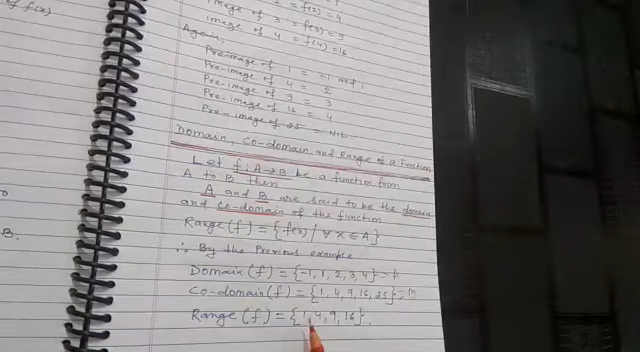 of f(x)
= f(2) = 4
image of 3 = f(3) = 9
image of 4 = f(4) = 16
Again,
Pre-image of 1 = -1 and 1
Pre-image of 4 = 2
Pre-image of 9 = 3
Pre-image of 16 = 4
Pre-image of 25 =
Domain, Co-domain and Range of a Function
Let f: A→B be a function from
A to B then
A and B are said to be the domain
and co-domain of the function
Range (f) = {f(x) / ∀ x ∈ A}
∴ By the Previous example
Domain (f) = {-1, 1, 2, 3, 4} = A
Co-domain (f) = {1, 4, 9, 16, 25} = B
B.
Range (f) = {1, 4, 9, 16}.